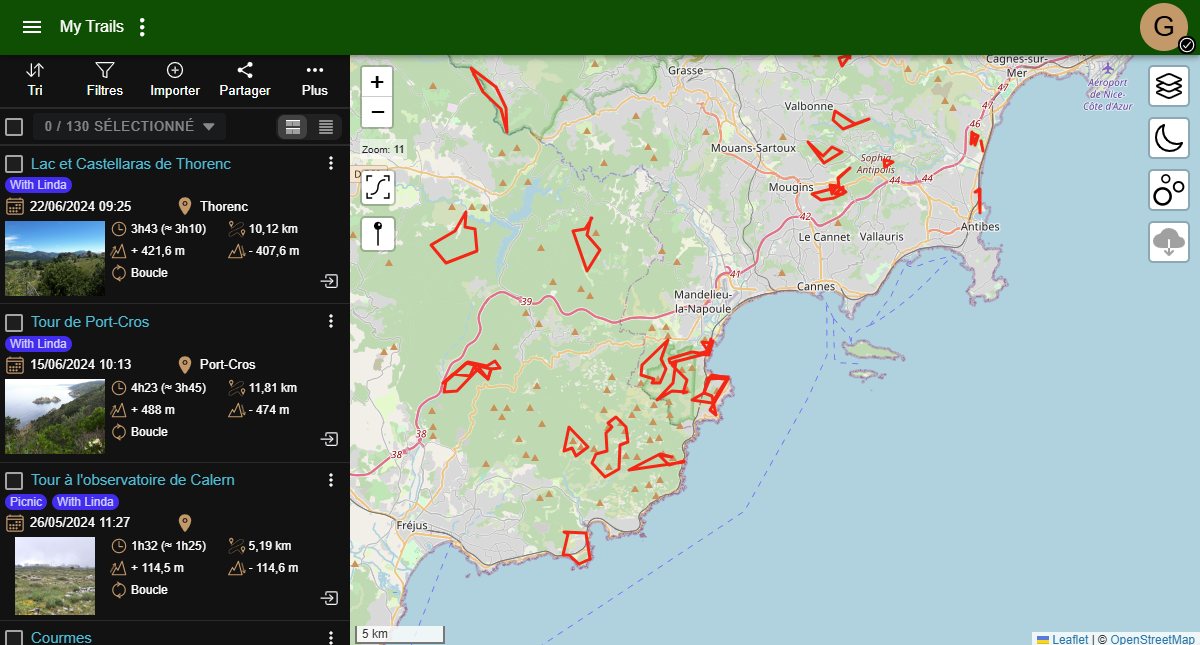 My Trails
G
Tri
Filtres
Importer
Partager
Plus
0 / 130 SÉLECTIONNÉ
Lac et Castellaras de Thorenc
With Linda
22/06/2024 09:25
Thorenc
3h43 (≈ 3h10)
10,12 km
+ 421,6 m
- 407,6 m
Boucle
Tour de Port-Cros
With Linda
15/06/2024 10:13
Port-Cros
4h23 (≈ 3h45)
11,81 km
+ 488 m
- 474 m
Boucle
Tour à l'observatoire de Calern
Picnic
With Linda
26/05/2024 11:27
1h32 (≈ 1h25)
5,19 km
+ 114,5 m
- 114,6 m
Boucle
Courmes
+
−
Zoom: 11
Grasse
Cagnes-sur-
Mer
Aéroport
de Nice-
Côte d'Azur
47
47
46
Valbonne
Mouans-Sartoux
Sophia
Antipolis
44
44
Mougins
42
Le Cannet
Vallauris
Antibes
41
Cannes
Mandelieu-
la-Napoule
39
38
38
Fréjus
5 km
Leaflet | © OpenStreetMap